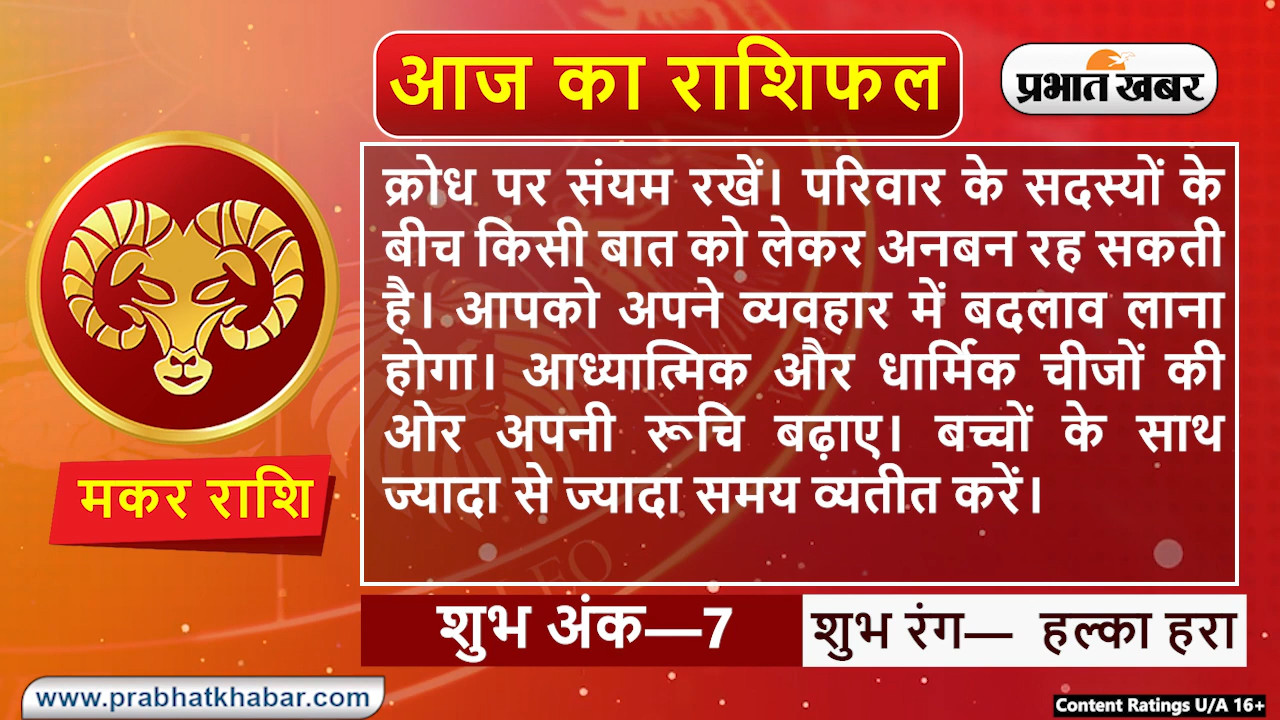 आज का राशिफल
प्रभात खबर
क्रोध पर संयम रखें। परिवार के सदस्यों के
बीच किसी बात को लेकर अनबन रह सकती
है। आपको अपने व्यवहार में बदलाव लाना
होगा। आध्यात्मिक और धार्मिक चीजों की
ओर अपनी रूचि बढ़ाए। बच्चों के साथ
ज्यादा से ज्यादा समय व्यतीत करें।
मकर राशि
LEO
शुभ अंक—7
शुभ रंग— हल्का हरा
www.prabhatkhabar.com
Content Ratings U/A 16+